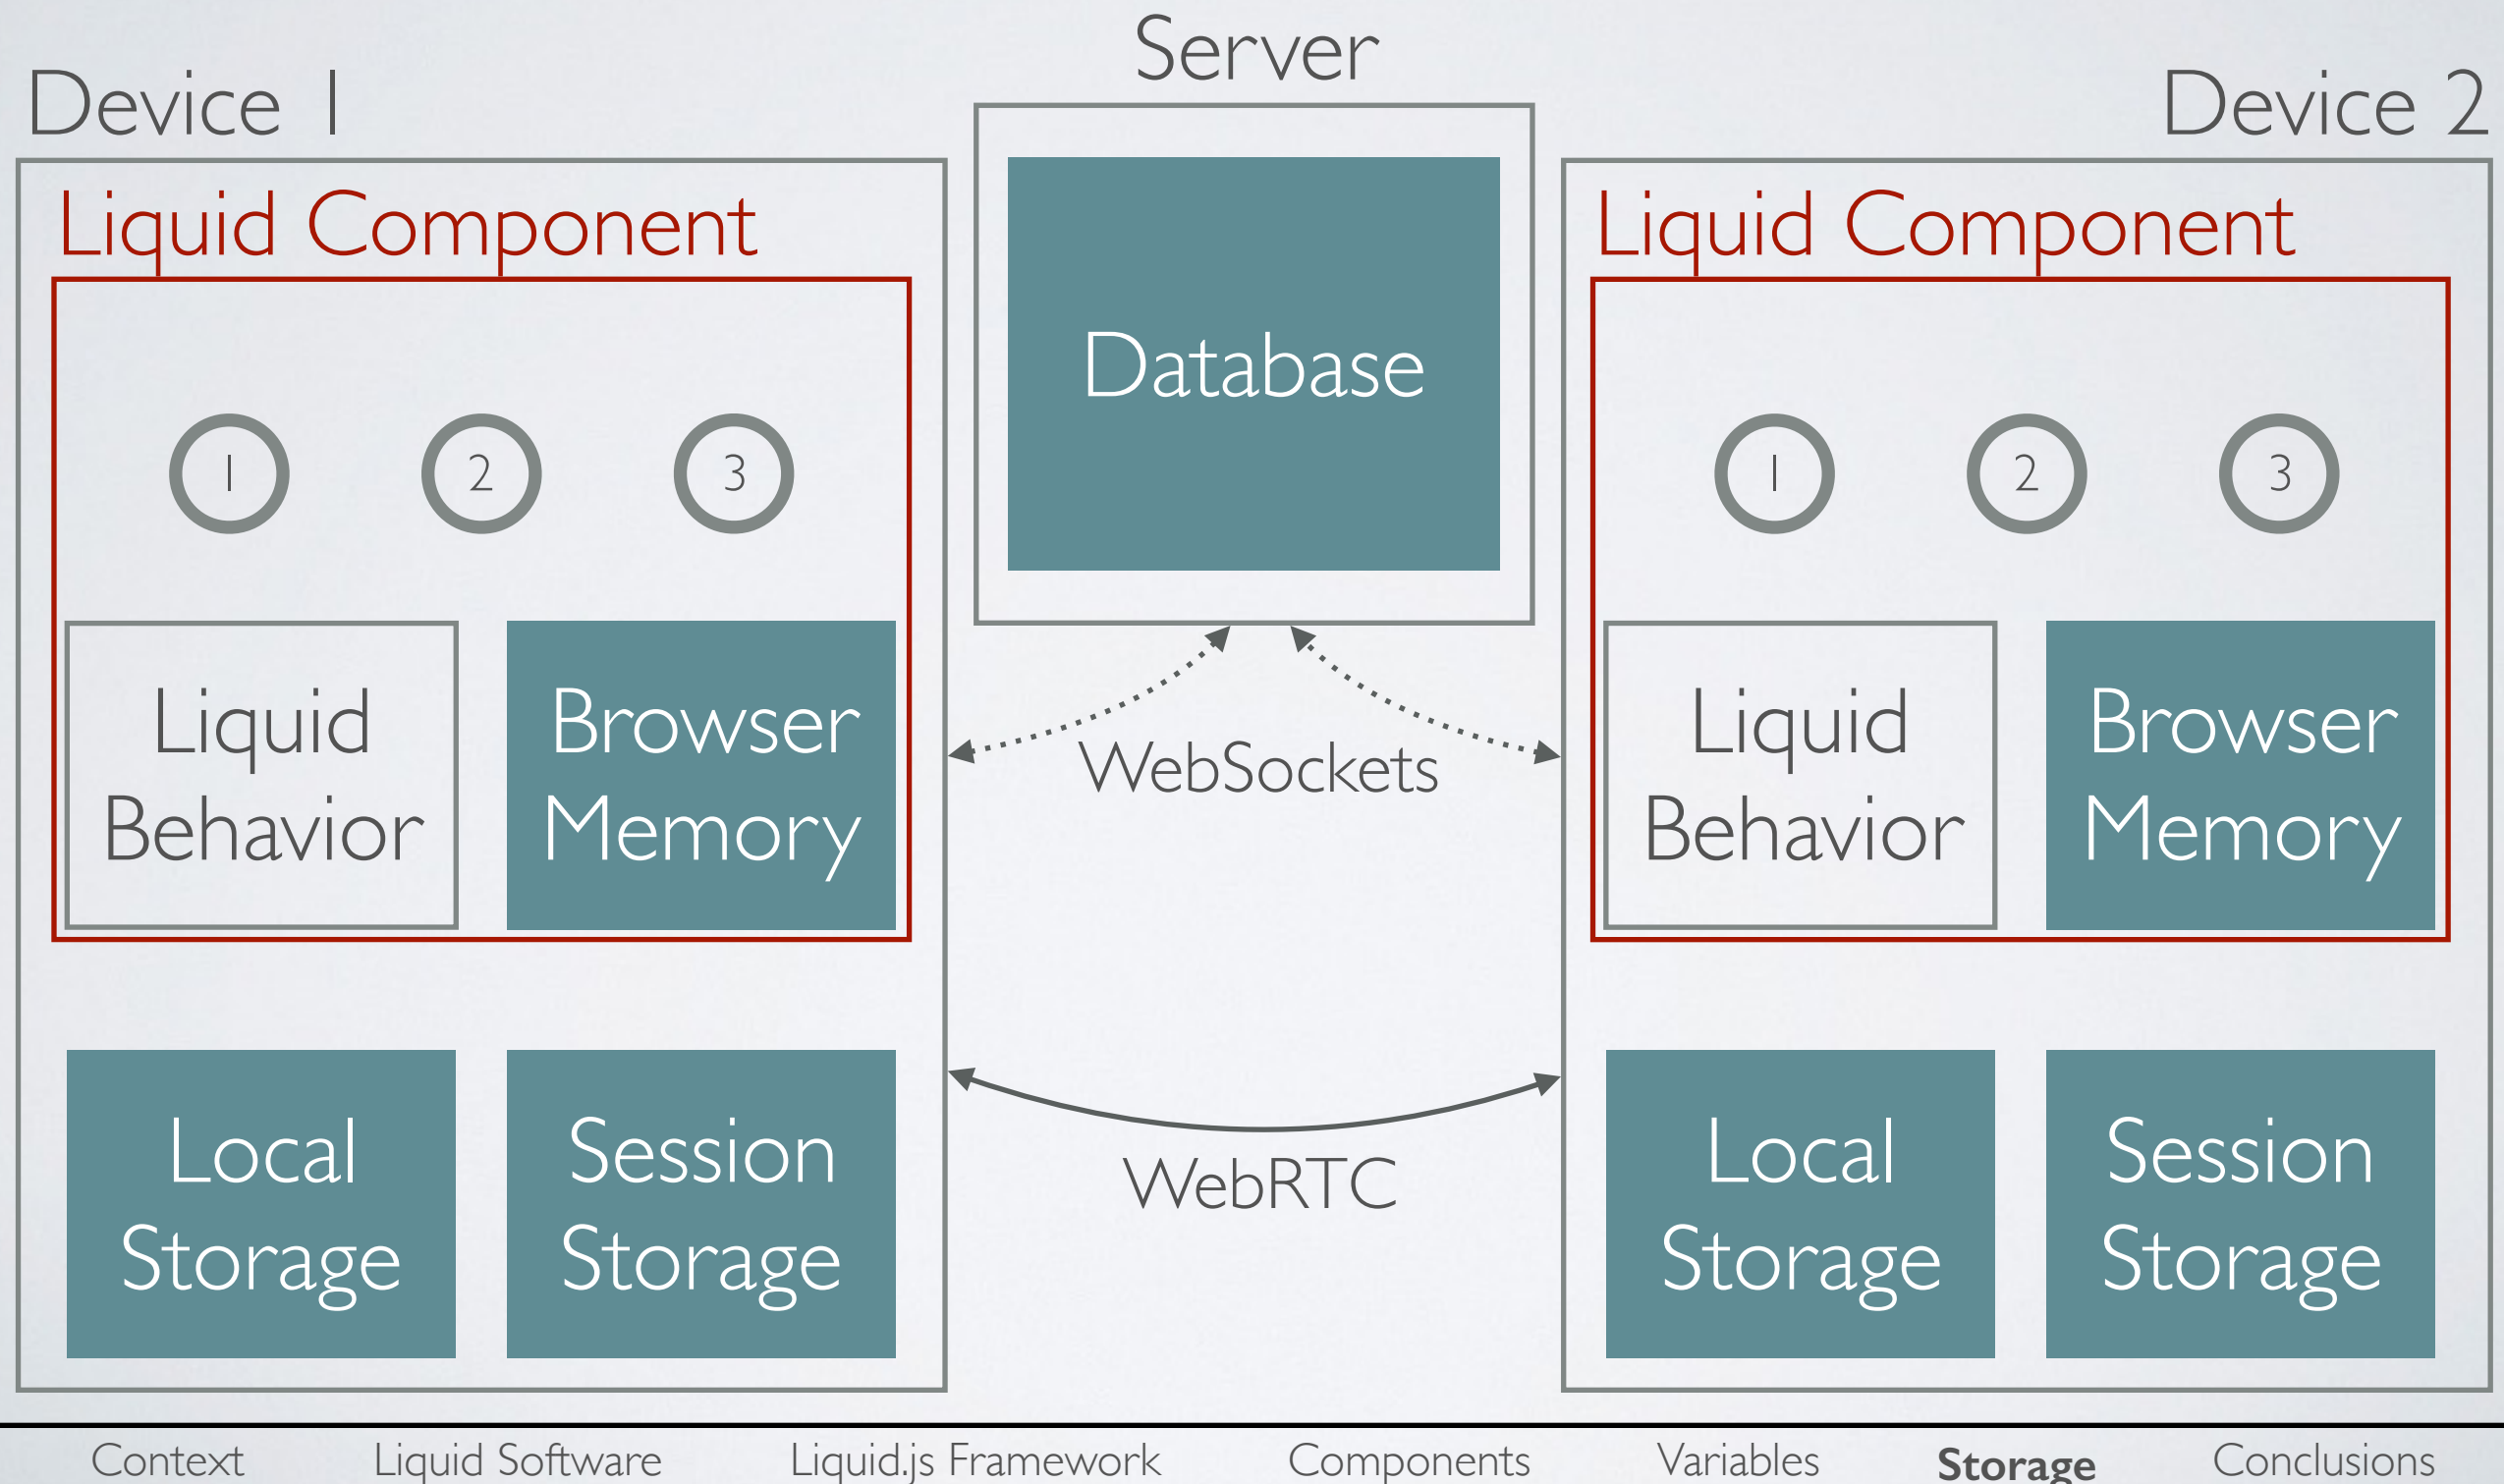 Server
Device 1
Device 2
Liquid Component
1
2
3
Liquid
Behavior
Browser
Memory
Local
Storage
Session
Storage
Database
WebSockets
WebRTC
Liquid Component
1
2
3
Liquid
Behavior
Browser
Memory
Local
Storage
Session
Storage
Context
Liquid Software
Liquid.js Framework
Components
Variables
Storage
Conclusions